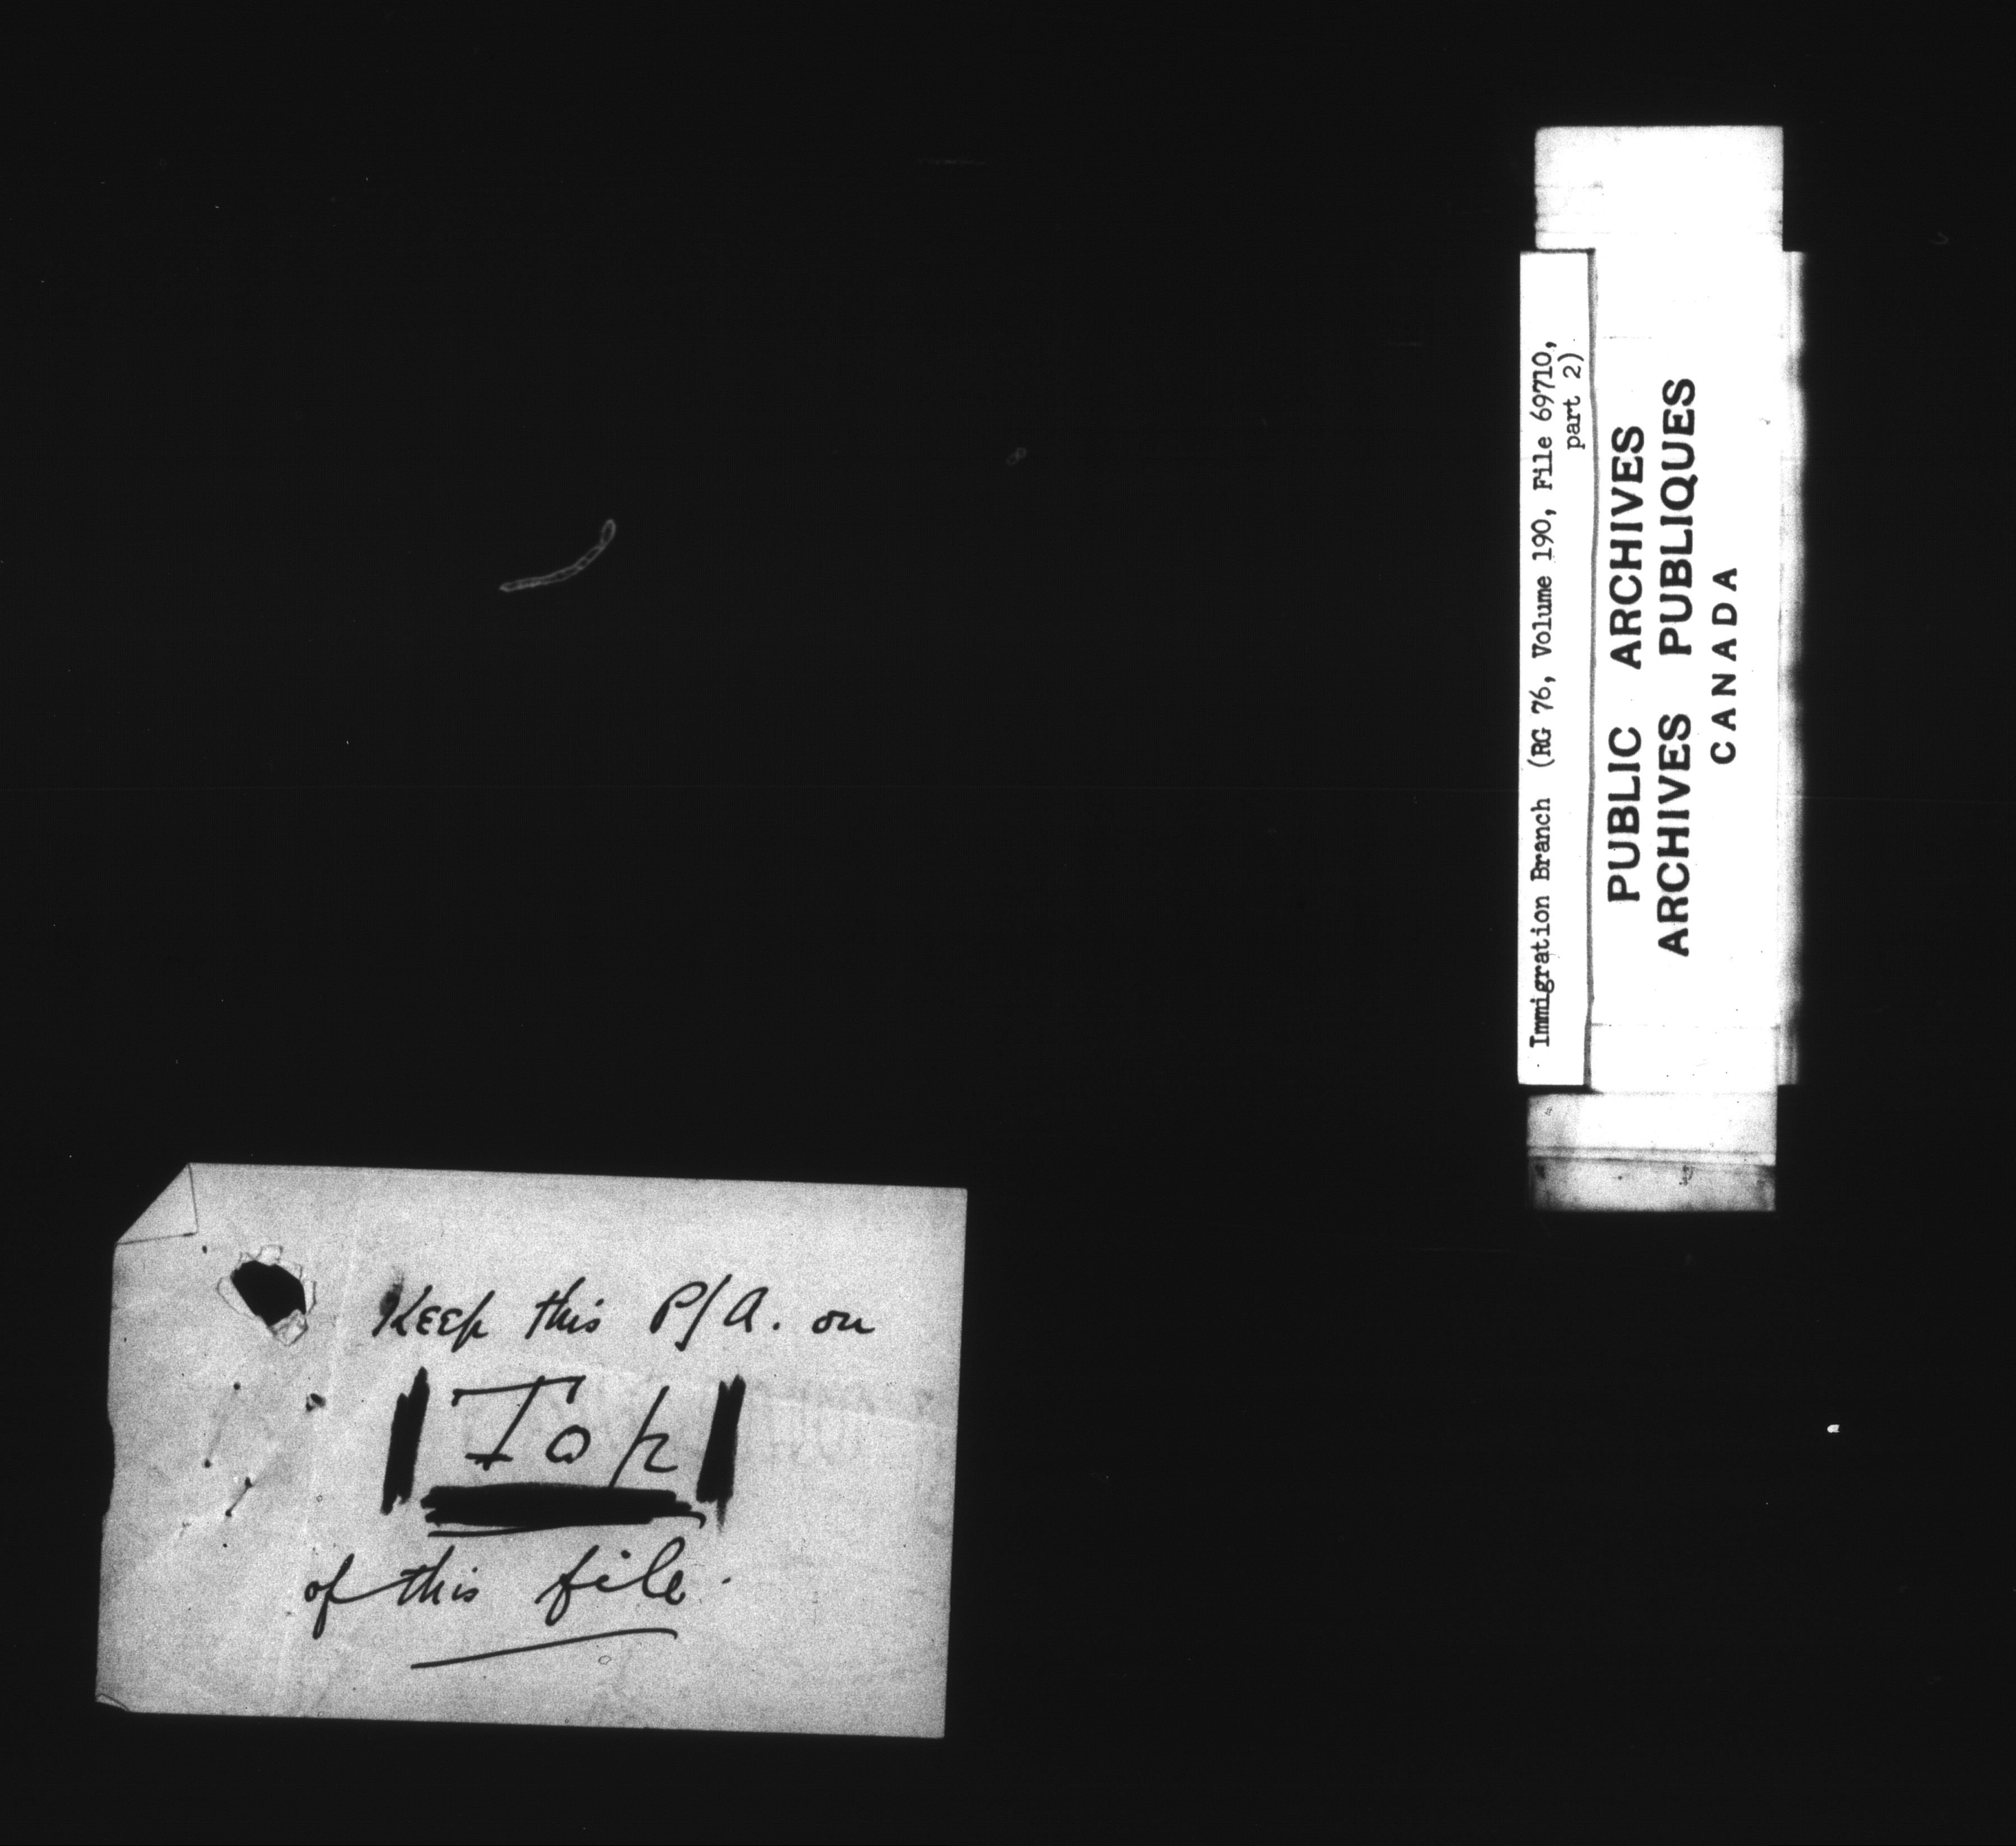 Immigration Branch (RG 76, Volume 190, File 69710,
part 2)
PUBLIC ARCHIVES
ARCHIVES PUBLIQUES
CANADA
Keep this P/A. on
Top
of this file.